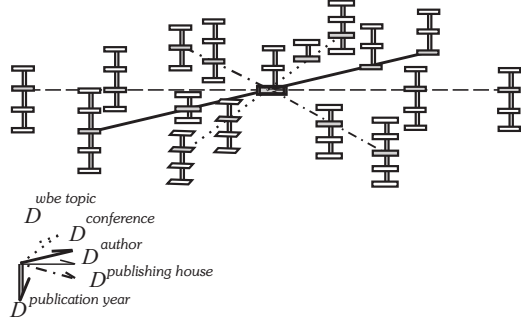 D wbe topic
D conference
D author
D publishing house
D publication year